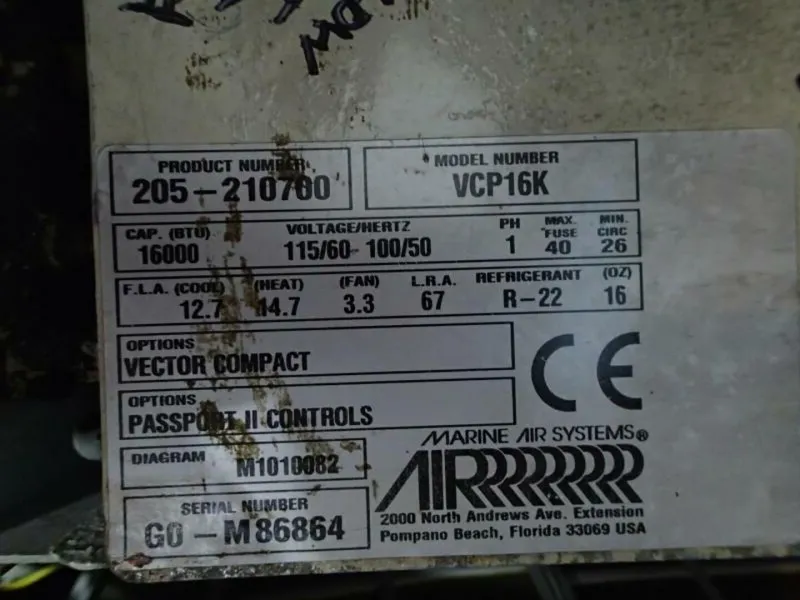 PRODUCT NUMBER
205-210700
MODEL NUMBER
VCP16K
CAP. (BTU) VOLTAGE/HERTZ PH MAX. FUSE MIN. CIRC
16000 115/60 100/50 1 40 26
F.L.A. (COOL) (HEAT) (FAN) L.R.A. REFRIGERANT (OZ)
12.7 14.7 3.3 67 R-22 16
OPTIONS
VECTOR COMPACT
OPTIONS
PASSPORT II CONTROLS
DIAGRAM M1010082
SERIAL NUMBER
G0-M86864
CE
MARINE AIR SYSTEMS®
AIR
2000 North Andrews Ave. Extension
Pompano Beach, Florida 33069 USA